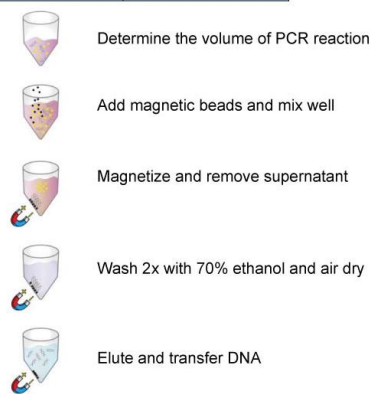 Determine the volume of PCR reaction
Add magnetic beads and mix well
Magnetize and remove supernatant
Wash 2x with 70% ethanol and air dry
Elute and transfer DNA